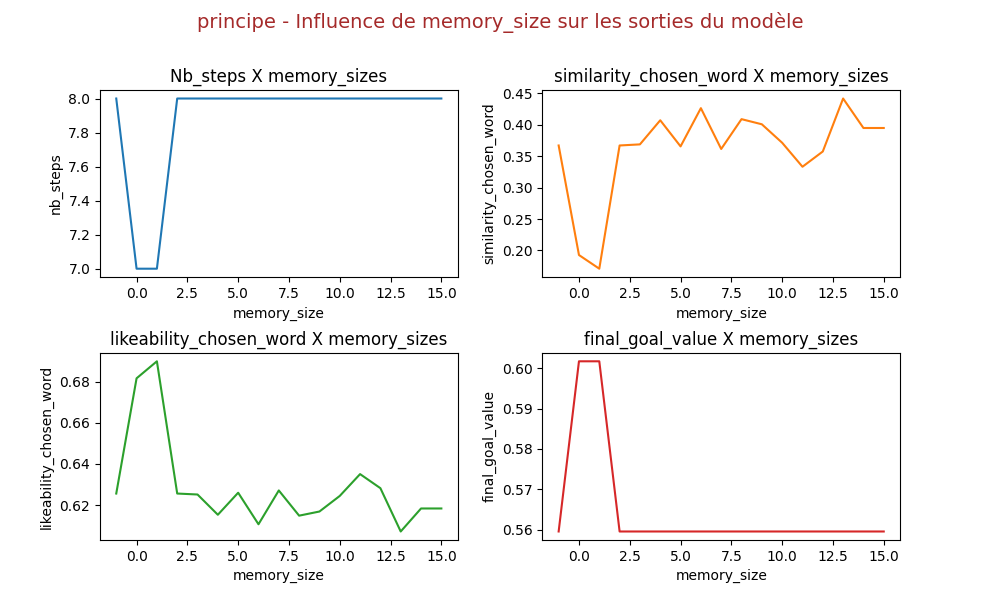 principe - Influence de memory_size sur les sorties du modèle
Nb_steps X memory_sizes
nb_steps
8.0
7.8
7.6
7.4
7.2
7.0
0.0 2.5 5.0 7.5 10.0 12.5 15.0
memory_size
similarity_chosen_word X memory_sizes
similarity_chosen_word
0.45
0.40
0.35
0.30
0.25
0.20
0.0 2.5 5.0 7.5 10.0 12.5 15.0
memory_size
likeability_chosen_word X memory_sizes
likeability_chosen_word
0.68
0.66
0.64
0.62
0.0 2.5 5.0 7.5 10.0 12.5 15.0
memory_size
final_goal_value X memory_sizes
final_goal_value
0.60
0.59
0.58
0.57
0.56
0.0 2.5 5.0 7.5 10.0 12.5 15.0
memory_size